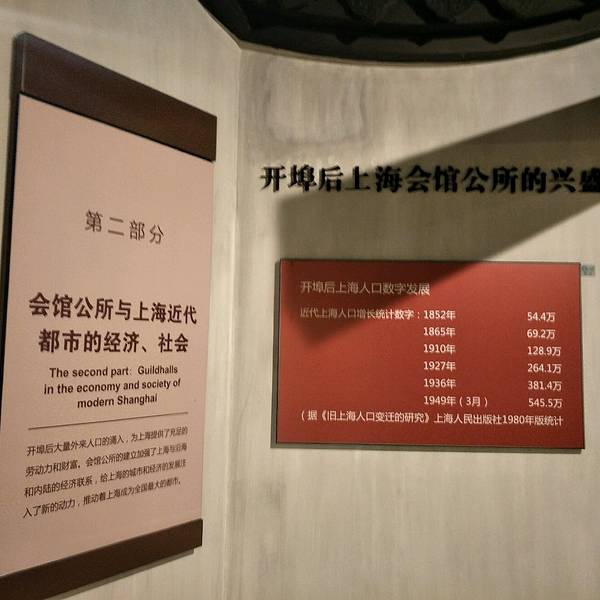 第二部分
会馆公所与上海近代
都市的经济、社会
The second part: Guildhalls
in the economy and society of
modern Shanghai
开埠后大量外来人口的涌入，为上海提供了充足的
劳动力和财富。会馆公所的建立加强了上海与沿海
和内陆的经济联系，给上海的城市和经济的发展注
入了新的动力，推动着上海成为全国最大的都市。
开埠后上海会馆公所的兴盛
开埠后上海人口数字发展
近代上海人口增长统计数字：1852年 54.4万
1865年 69.2万
1910年 128.9万
1927年 264.1万
1936年 381.4万
1949年（3月） 545.5万
（据《旧上海人口变迁的研究》上海人民出版社1980年版统计